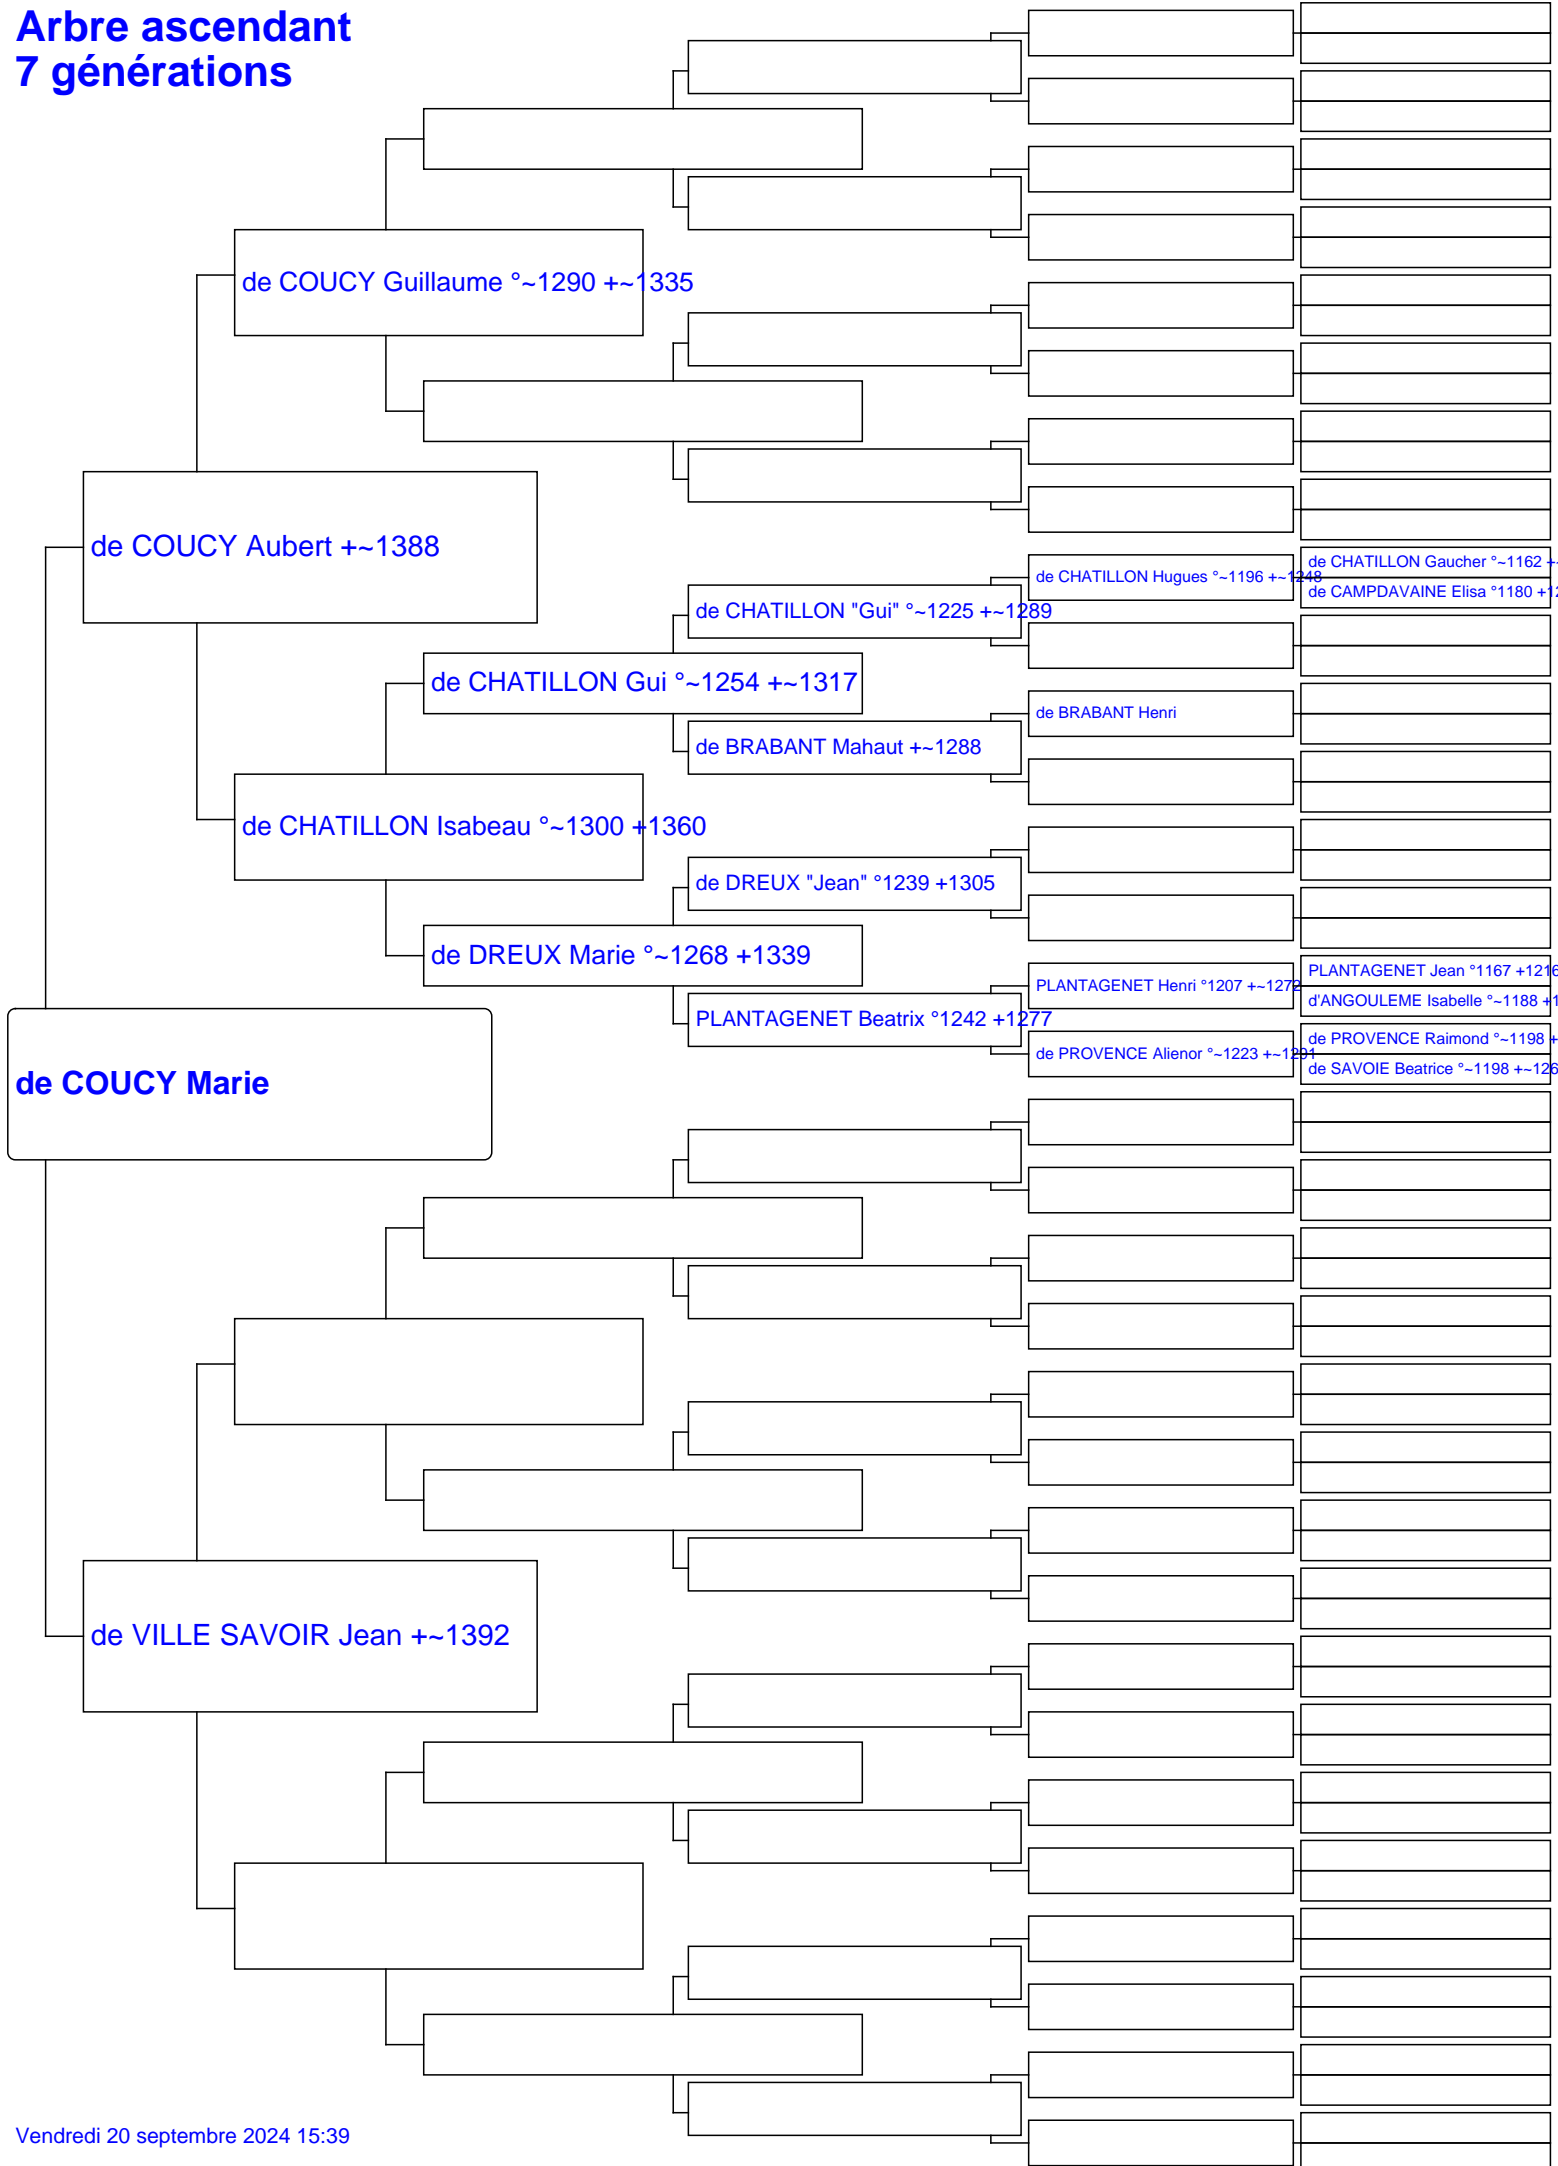 Arbre ascendant
7 générations
de COUCY Guillaume °~1290 +~1335
de COUCY Aubert +~1388
de CHATILLON Hugues °~1196 +~1248
de CHATILLON Gaucher °~1162 +
de CAMPDAVAINE Elisa °1180 +12
de CHATILLON "Gui" °~1225 +~1289
de CHATILLON Gui °~1254 +~1317
de BRABANT Henri
de BRABANT Mahaut +~1288
de CHATILLON Isabeau °~1300 +1360
de DREUX "Jean" °1239 +1305
de DREUX Marie °~1268 +1339
PLANTAGENET Jean °1167 +1216
PLANTAGENET Henri °1207 +~1272
d'ANGOULEME Isabelle °~1188 +1
PLANTAGENET Beatrix °1242 +1277
de PROVENCE Raimond °~1198 +
de PROVENCE Alienor °~1223 +~1291
de SAVOIE Beatrice °~1198 +~126
de COUCY Marie
de VILLE SAVOIR Jean +~1392
Vendredi 20 septembre 2024 15:39